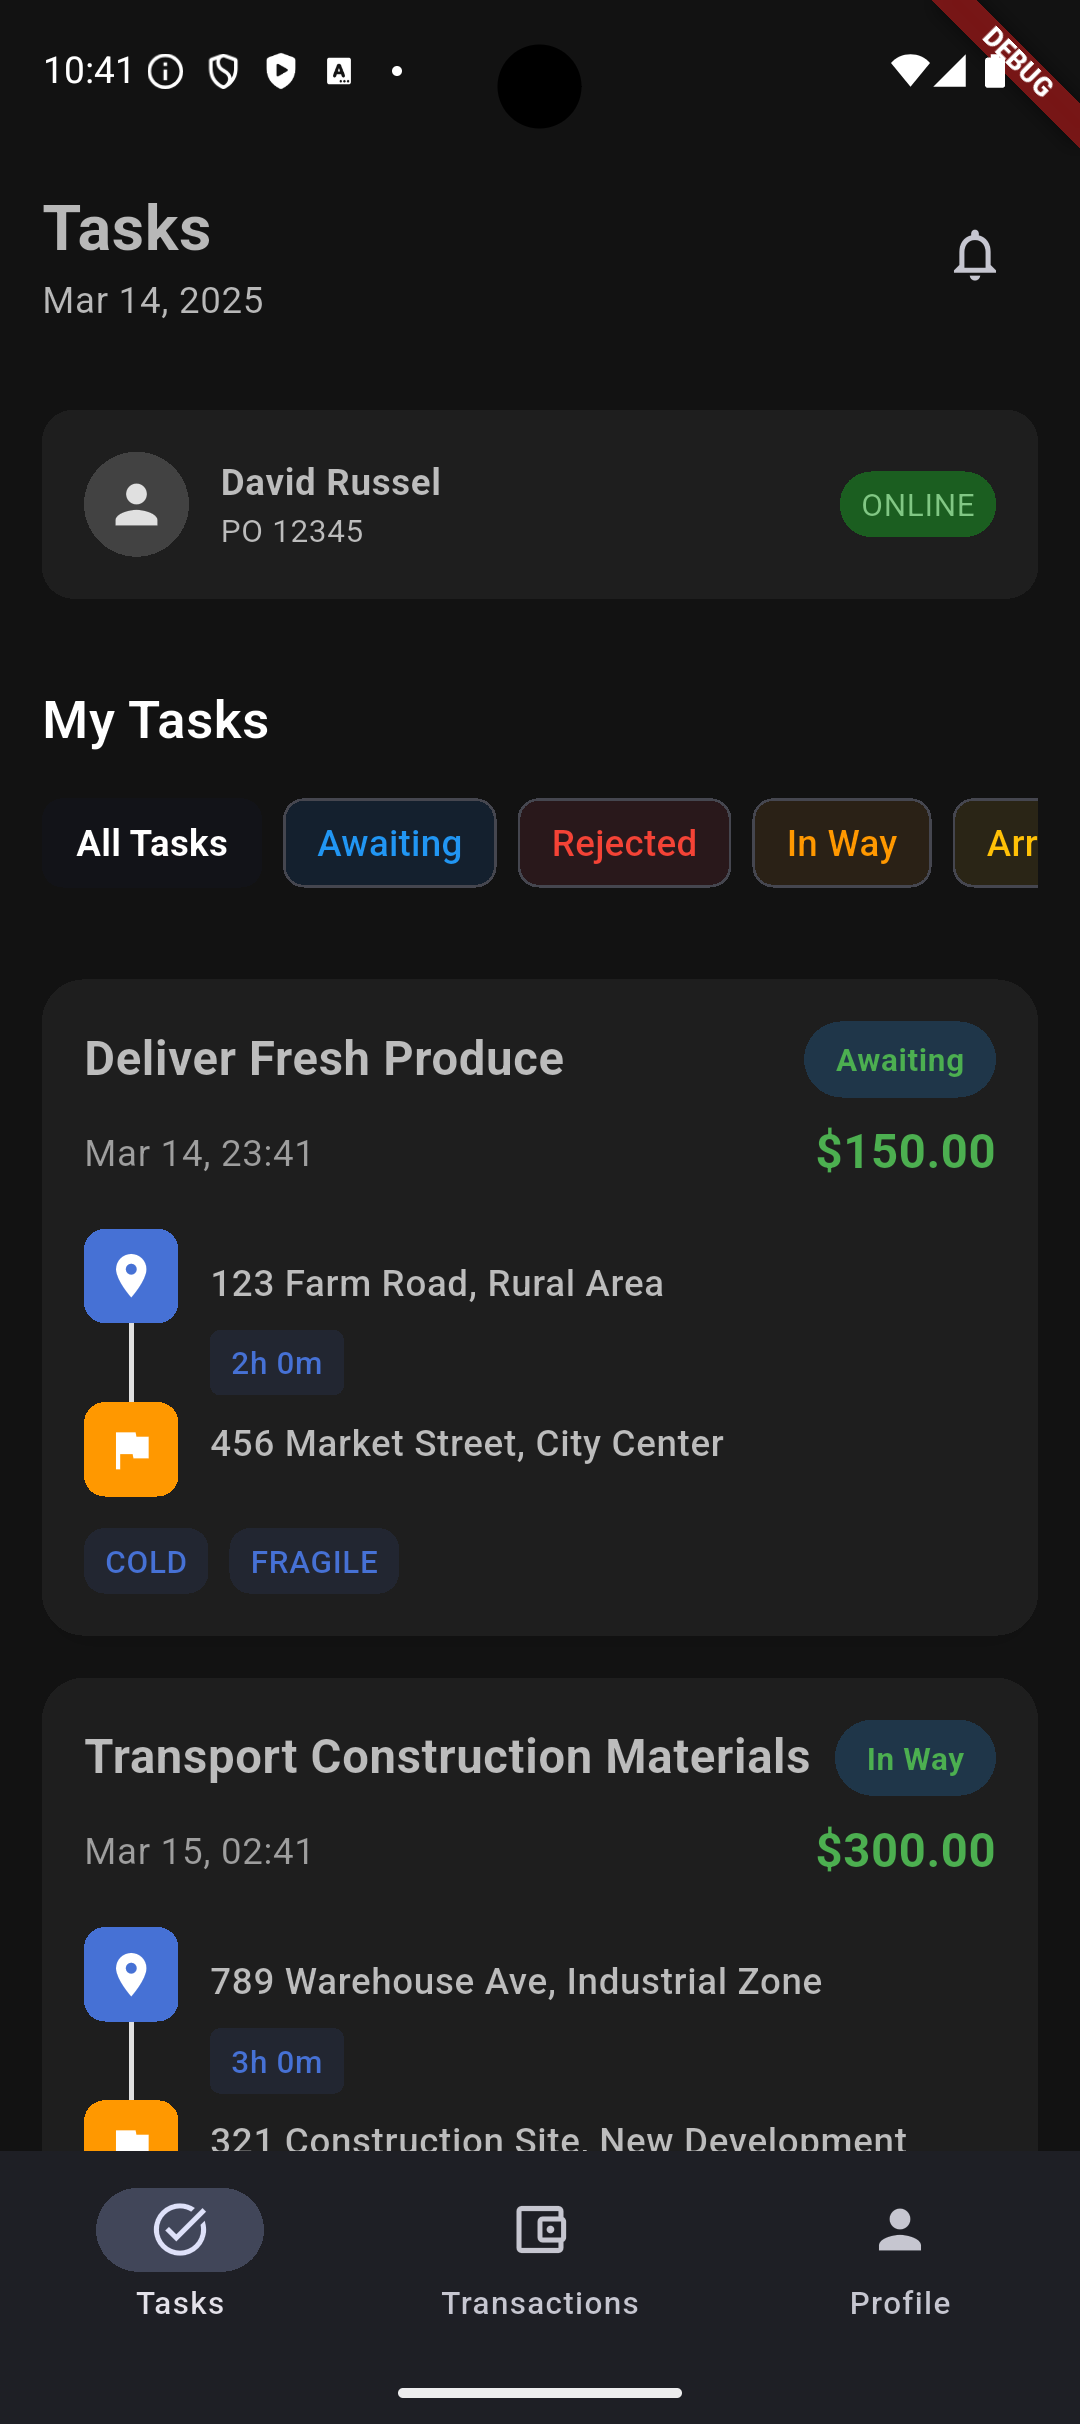 10:41
DEBUG
Tasks
Mar 14, 2025
David Russel
PO 12345
ONLINE
My Tasks
All Tasks
Awaiting
Rejected
In Way
Arr
Deliver Fresh Produce
Awaiting
Mar 14, 23:41
$150.00
123 Farm Road, Rural Area
2h 0m
456 Market Street, City Center
COLD
FRAGILE
Transport Construction Materials
In Way
Mar 15, 02:41
$300.00
789 Warehouse Ave, Industrial Zone
3h 0m
321 Construction Site, New Development
Tasks
Transactions
Profile